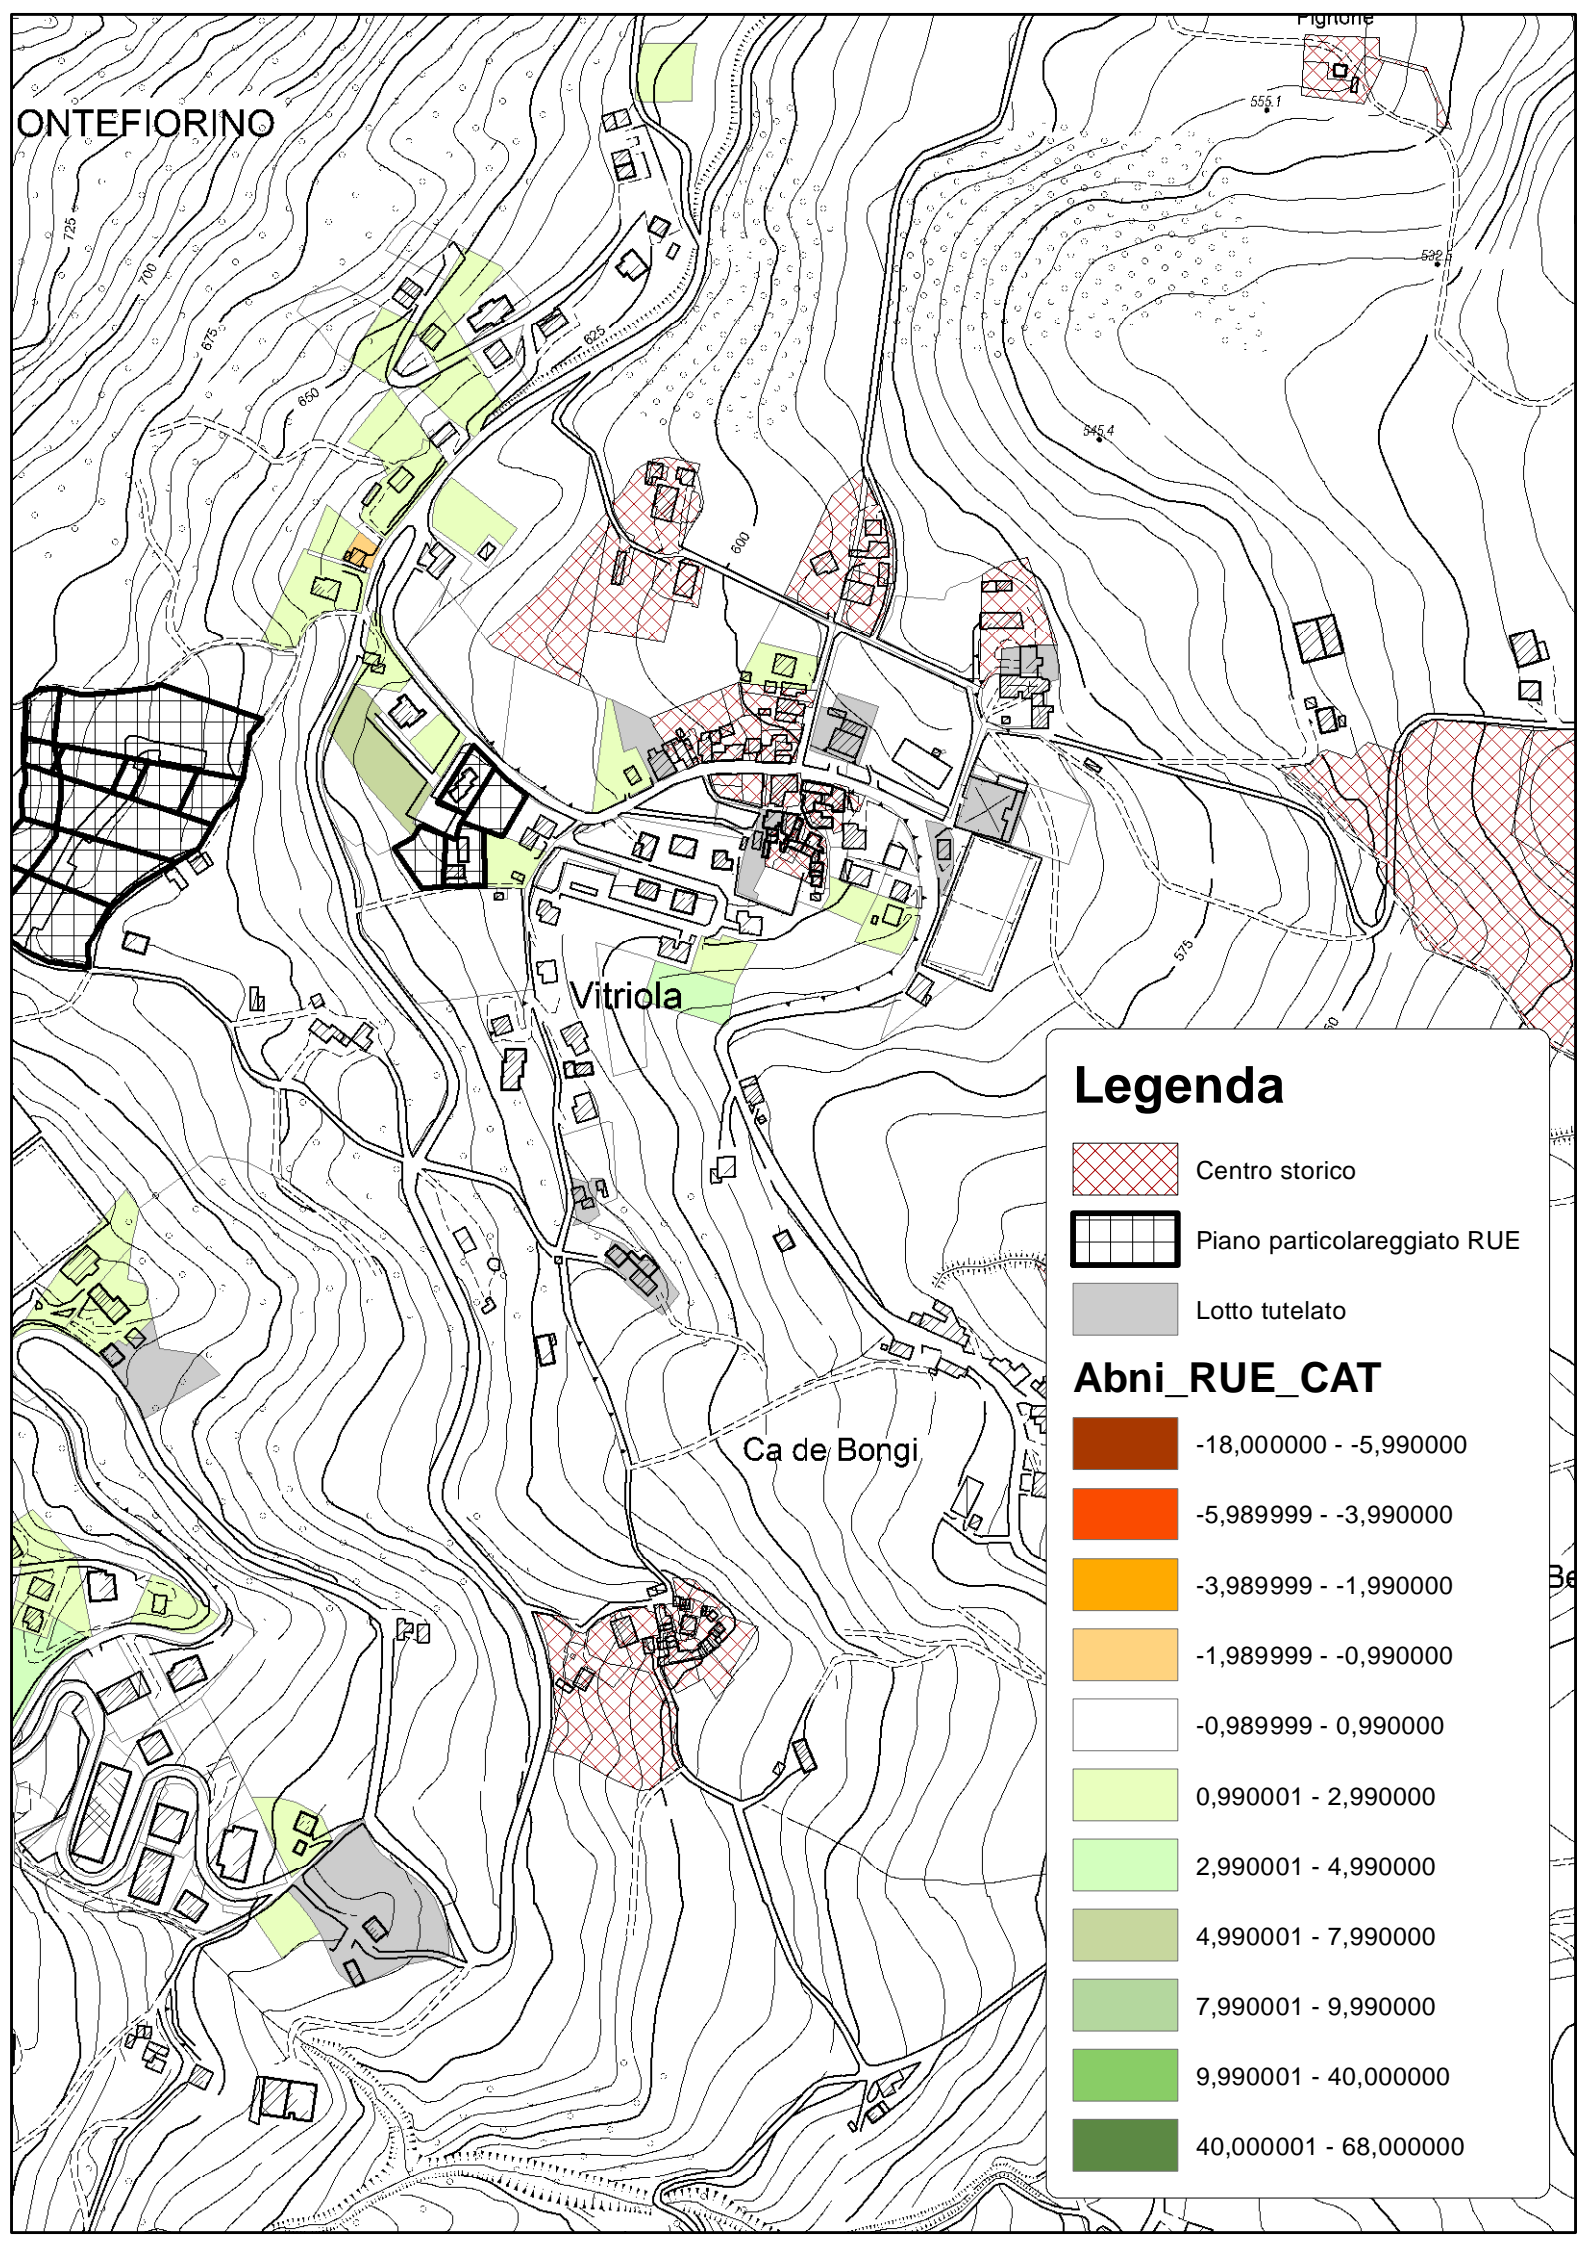 555.1
ONTEFIORINO
725
700
532.5
675
625
650
545.4
600
575
Vitriola
Legenda
Centro storico
Piano particolareggiato RUE
Lotto tutelato
Abni_RUE_CAT
-18,000000 - -5,990000
Ca de Bongi
-5,989999 - -3,990000
-3,989999 - -1,990000
-1,989999 - -0,990000
-0,989999 - 0,990000
0,990001 - 2,990000
2,990001 - 4,990000
4,990001 - 7,990000
7,990001 - 9,990000
9,990001 - 40,000000
40,000001 - 68,000000